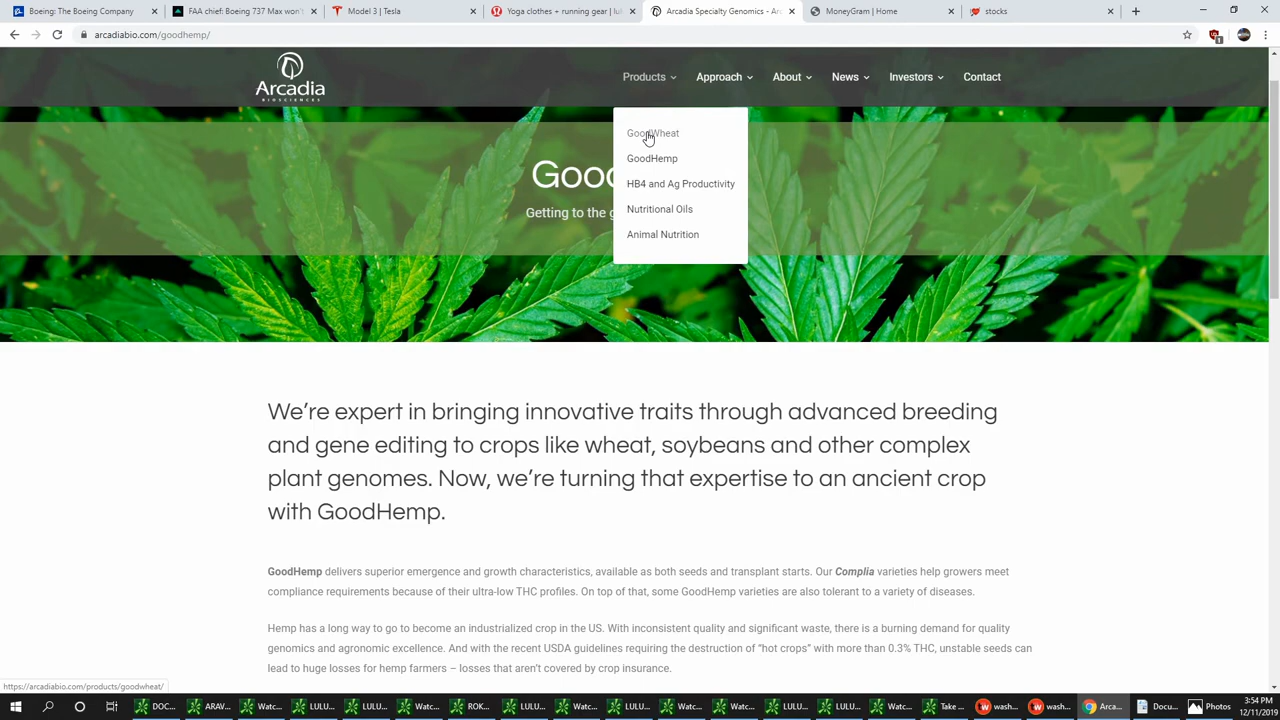 Boeing: The Boeing Company
FAA chief: Boeing 737 Max won't
Model 3 | Tesla
Yoga clothes + running gear | lul
Arcadia Specialty Genomics - Arc
MoneyGram | Home
stocks
arcadiabio.com/goodhemp/
1
Arcadia
BIOSCIENCES
Products
Approach
About
News
Investors
Contact
GoodWheat
GoodHemp
HB4 and Ag Productivity
Nutritional Oils
Animal Nutrition
Good
Getting to the g
We're expert in bringing innovative traits through advanced breeding
and gene editing to crops like wheat, soybeans and other complex
plant genomes. Now, we're turning that expertise to an ancient crop
with GoodHemp.
GoodHemp delivers superior emergence and growth characteristics, available as both seeds and transplant starts. Our Complia varieties help growers meet
compliance requirements because of their ultra-low THC profiles. On top of that, some GoodHemp varieties are also tolerant to a variety of diseases.
Hemp has a long way to go to become an industrialized crop in the US. With inconsistent quality and significant waste, there is a burning demand for quality
genomics and agronomic excellence. And with the recent USDA guidelines requiring the destruction of "hot crops" with more than 0.3% THC, unstable seeds can
lead to huge losses for hemp farmers – losses that aren't covered by crop insurance.
https://arcadiabio.com/products/goodwheat/
DOC...
ARAV...
Watc...
LULU...
Watc...
LULU...
Watc...
ROK...
LULU...
Watc...
LULU...
Watc...
LULU...
Watc...
LULU...
Take ...
wash...
wash...
Arca...
Docu...
Photos
3:54 PM
12/11/2019